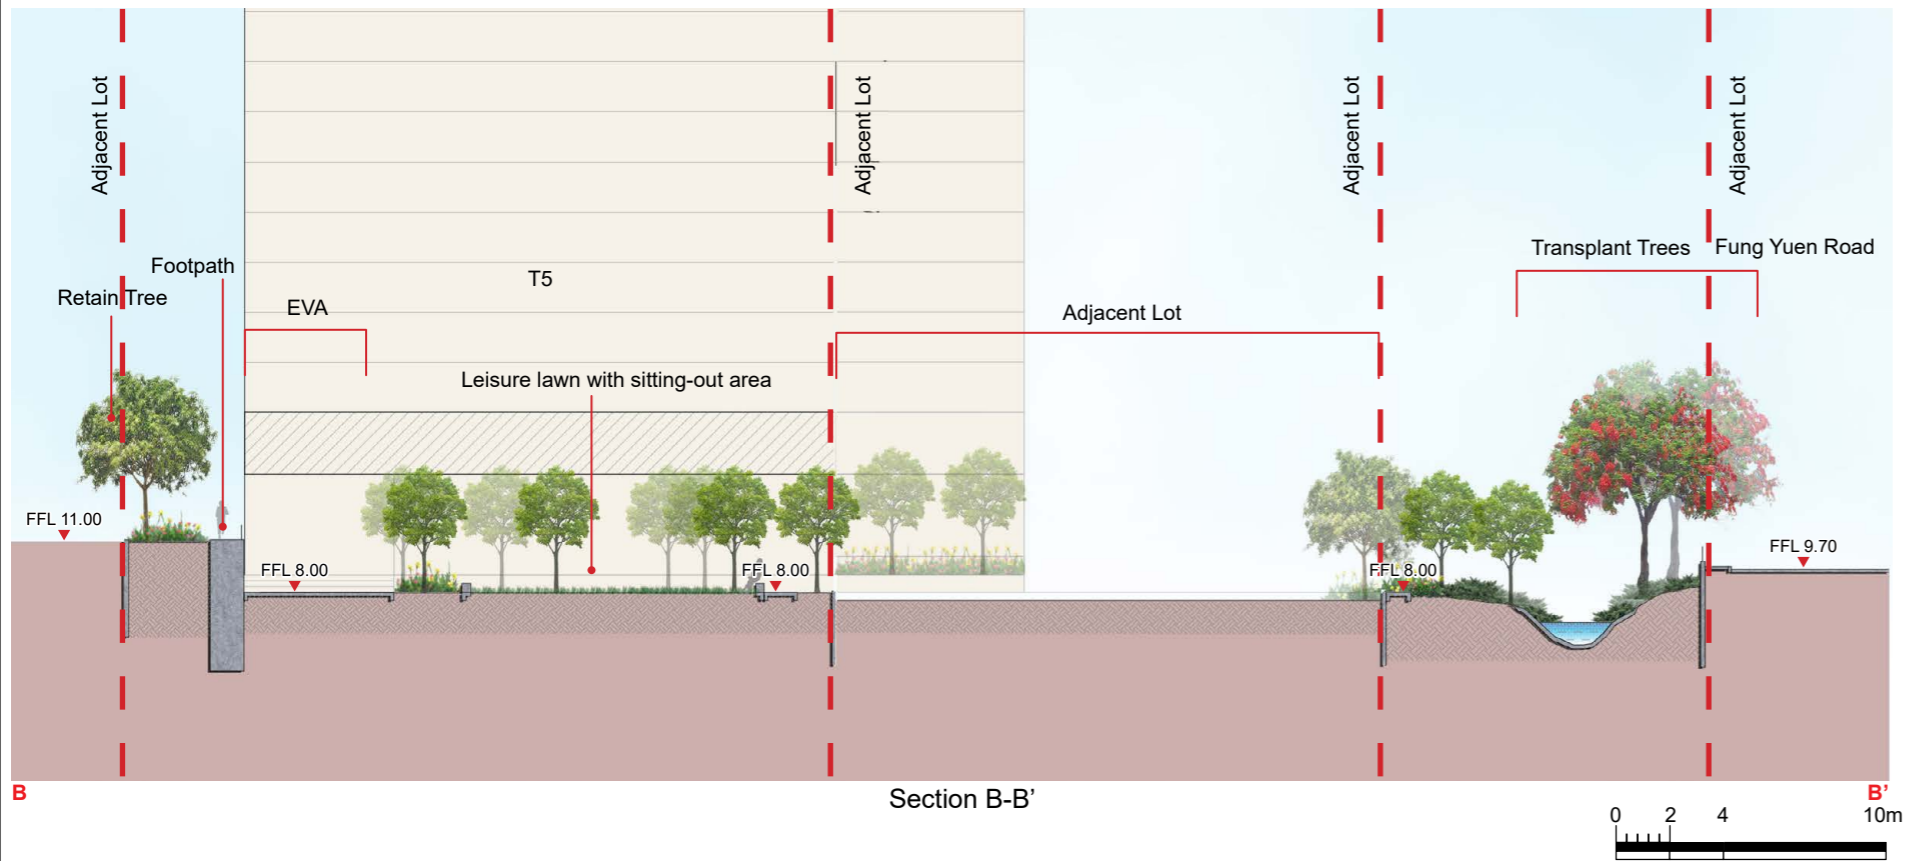 Adjacent Lot
Adjacent Lot
Adjacent Lot
Adjacent Lot
Transplant Trees
Fung Yuen Road
Footpath
T5
Retain Tree
EVA
Adjacent Lot
Leisure lawn with sitting-out area
FFL 11.00
FFL 8.00
FFL 8.00
FFL 8.00
FFL 9.70
B
Section B-B’
B’
0 2 4 10m